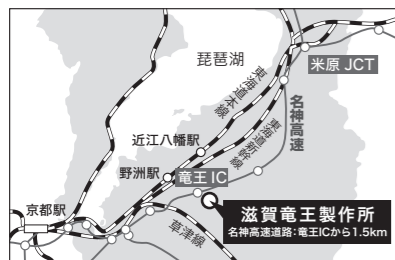 琵琶湖
米原 JCT
東海道本線
名神高速
東海道新幹線
近江八幡駅
野洲駅
竜王 IC
京都駅
草津線
滋賀竜王製作所
名神高速道路：竜王ICから1.5km